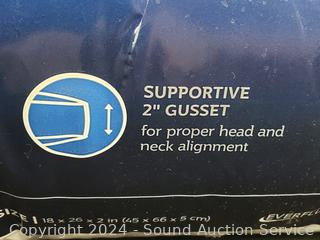 SUPPORTIVE
2" GUSSET
for proper head and
neck alignment
SIZE | 18 x 26 x 2 in (45 x 66 x 5 cm)
Copyright 2024 - Sound Auction Service